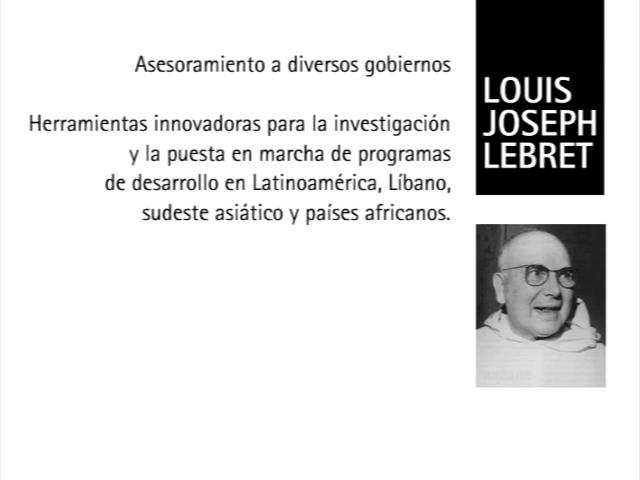 Asesoramiento a diversos gobiernos
Herramientas innovadoras para la investigación
y la puesta en marcha de programas
de desarrollo en Latinoamérica, Líbano,
sudeste asiático y países africanos.
LOUIS
JOSEPH
LEBRET